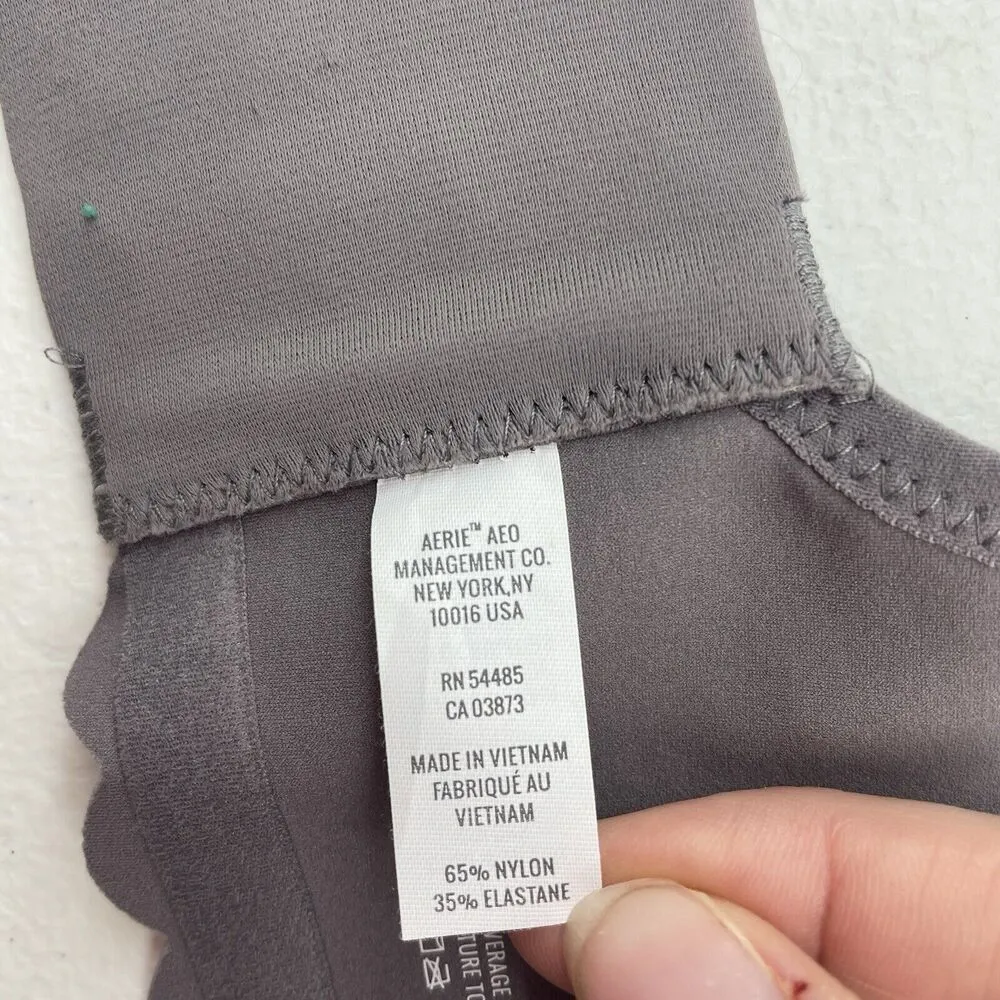 AERIE™ AEO
MANAGEMENT CO.
NEW YORK,NY
10016 USA
RN 54485
CA 03873
MADE IN VIETNAM
FABRIQUÉ AU
VIETNAM
65% NYLON
35% ELASTANE